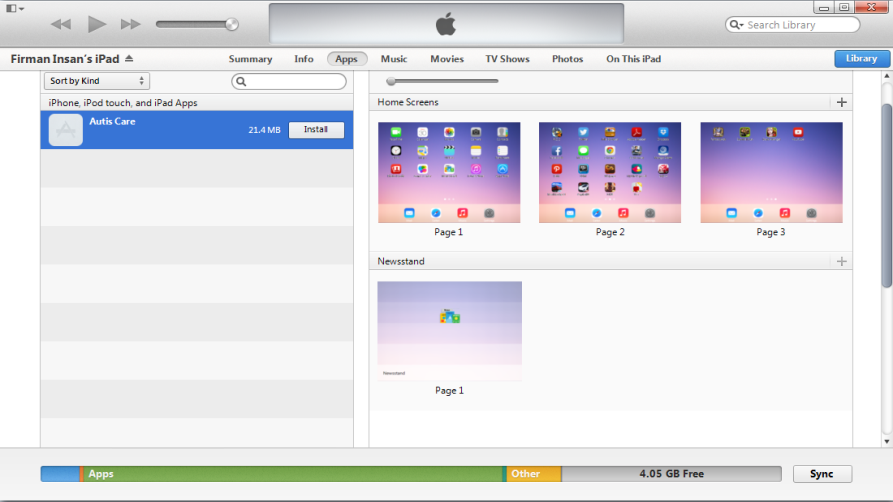 Search Library
Firman Insan's iPad
Summary
Info
Apps
Music
Movies
TV Shows
Photos
On This iPad
Library
Sort by Kind
iPhone, iPod touch, and iPad Apps
Autis Care
21.4 MB
Install
Home Screens
Page 1
Page 2
Page 3
Newsstand
Newsstand
Page 1
Apps
Other
4.05 GB Free
Sync